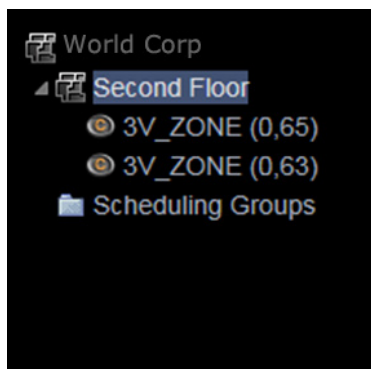 World Corp
Second Floor
3V_ZONE (0,65)
3V_ZONE (0,63)
Scheduling Groups